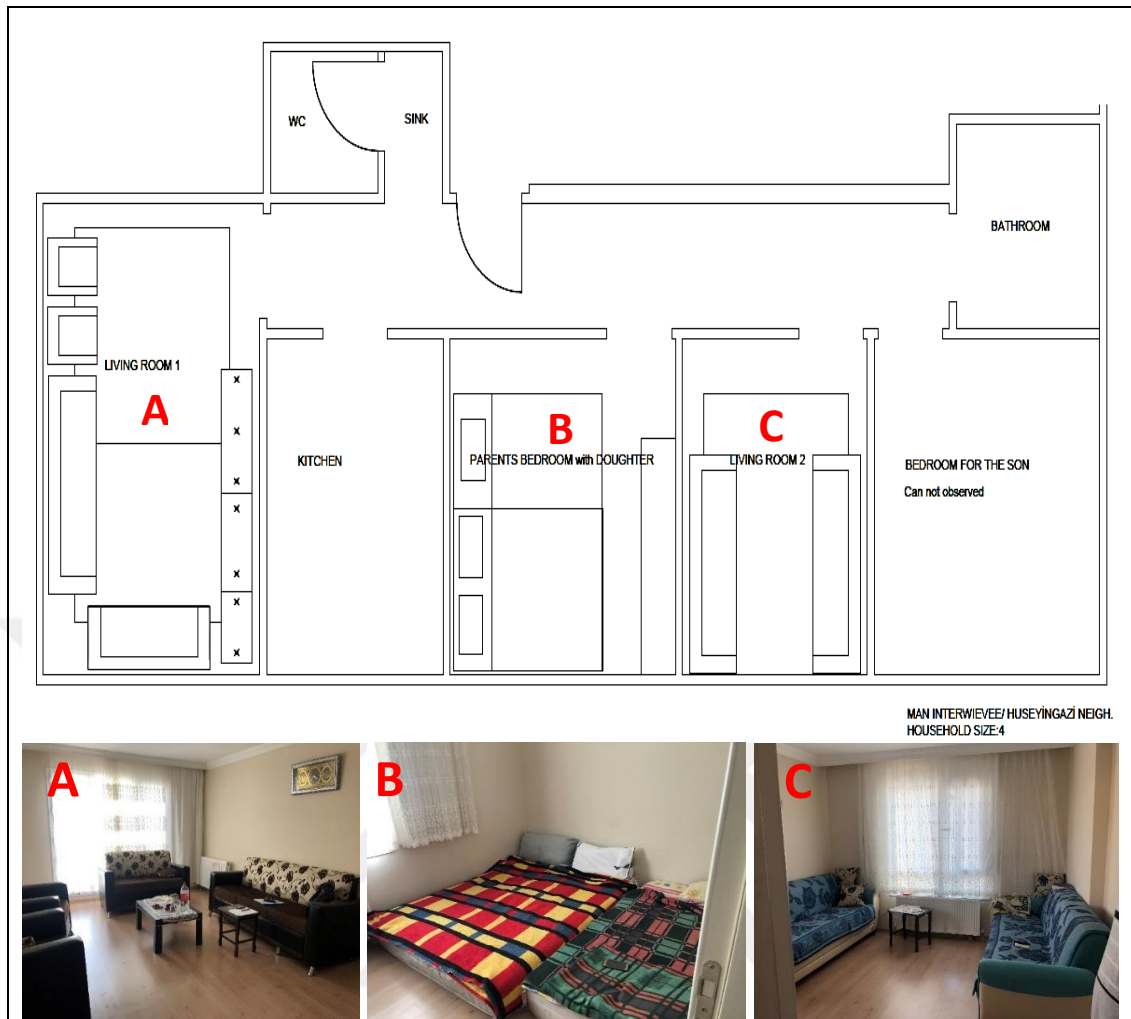 WC
SINK
BATHROOM
LIVING ROOM 1
A
B
C
KITCHEN
PARENTS BEDROOM with DOUGHTER
LIVING ROOM 2
BEDROOM FOR THE SON
Can not observed
MAN INTERWIEVEE/ HUSEYİNGAZİ NEIGH.
HOUSEHOLD SIZE:4
A
B
C